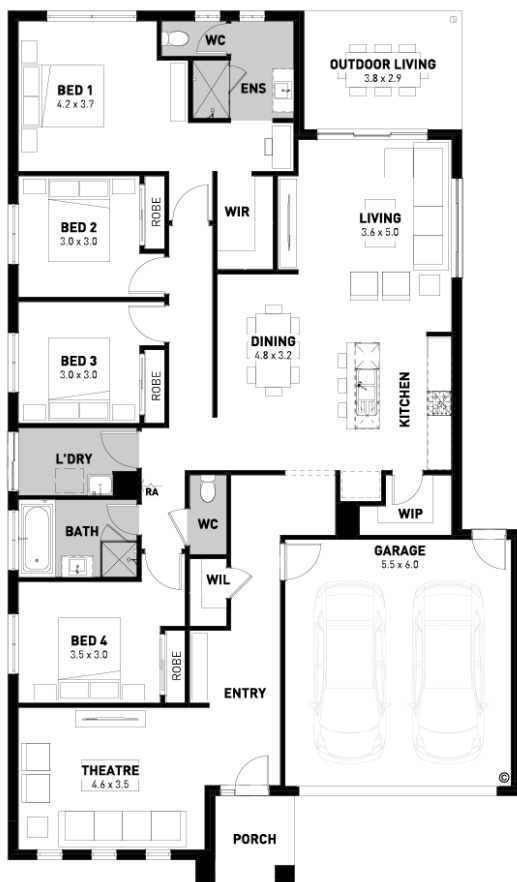 WC
BED 1
4.2 x 3.7
ENS
OUTDOOR LIVING
3.8 x 2.9
BED 2
3.0 x 3.0
ROBE
WIR
LIVING
3.6 x 5.0
BED 3
3.0 x 3.0
ROBE
DINING
4.8 x 3.2
KITCHEN
L'DRY
RA
BATH
WC
WIP
GARAGE
5.5 x 6.0
WIL
BED 4
3.5 x 3.0
ROBE
ENTRY
THEATRE
4.6 x 3.5
©
PORCH